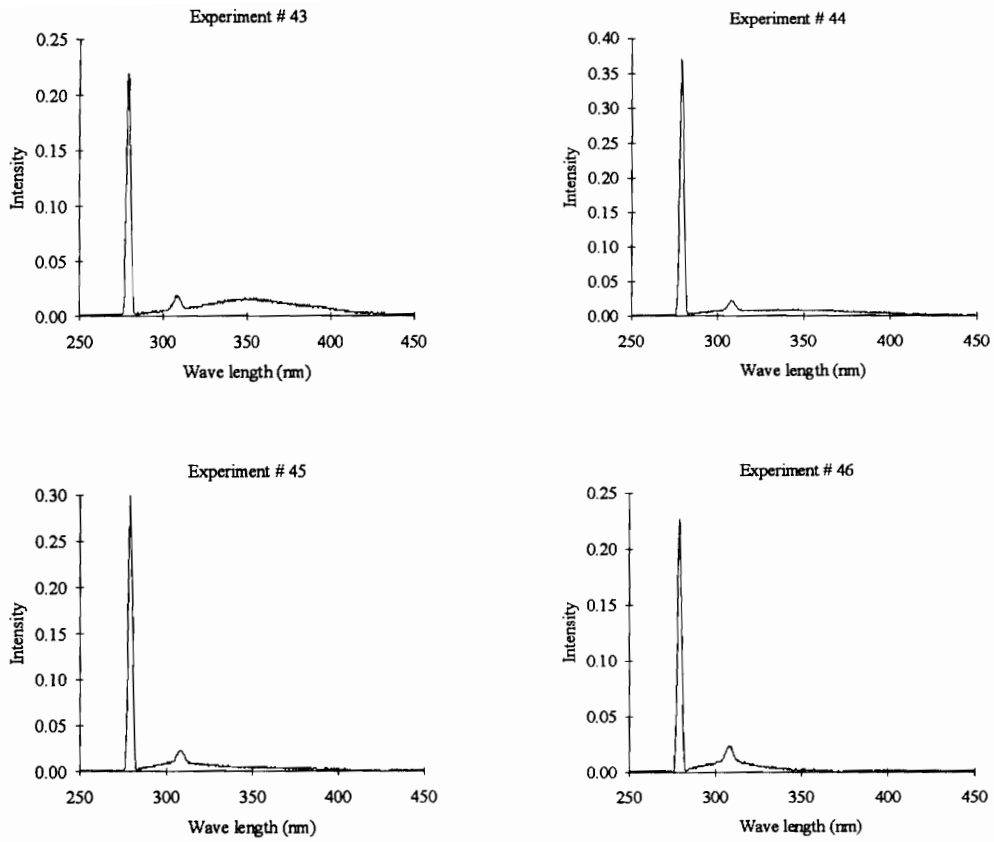 Experiment # 43
0.25
0.20
0.15
0.10
0.05
0.00
Intensity
250 300 350 400 450
Wave length (nm)
Experiment # 44
0.40
0.35
0.30
0.25
0.20
0.15
0.10
0.05
0.00
Intensity
250 300 350 400 450
Wave length (nm)
Experiment # 45
0.30
0.25
0.20
0.15
0.10
0.05
0.00
Intensity
250 300 350 400 450
Wave length (nm)
Experiment # 46
0.25
0.20
0.15
0.10
0.05
0.00
Intensity
250 300 350 400 450
Wave length (nm)